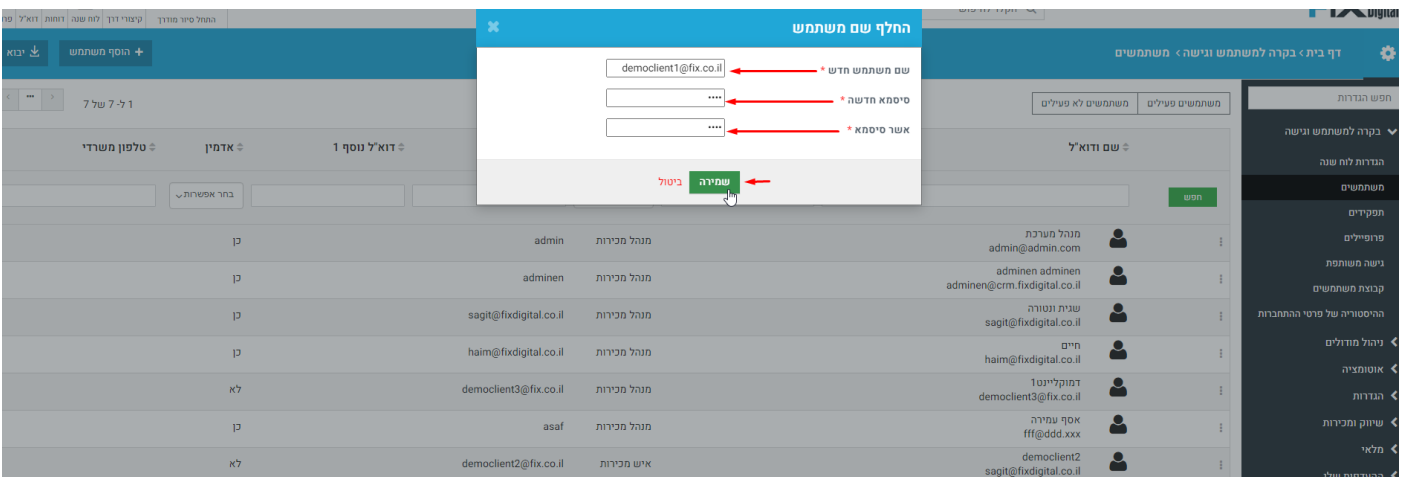 Digital
התחל סיור מודרך
קיצורי דרך
לוח שנה
דוחות
דוא"ל
דף בית > בקרה למשתמש וגישה > משתמשים
+ הוסף משתמש
יבוא
החלף שם משתמש
שם משתמש חדש *
democlient1@fix.co.il
סיסמא חדשה *
אשר סיסמא *
שמירה
ביטול
חפש הגדרות
בקרה למשתמש וגישה
הגדרות לוח שנה
משתמשים
תפקידים
פרופיילים
גישה משותפת
קבוצת משתמשים
ההיסטוריה של פרטי ההתחברות
ניהול מודולים
אוטומציה
הגדרות
שיווק ומכירות
מלאי
ההעדפות שלי
משתמשים פעילים
משתמשים לא פעילים
1 ל- 7 של 7
שם ודוא"ל
דוא"ל נוסף 1
אדמין
טלפון משרדי
חפש
בחר אפשרות
מנהל מערכת
admin@admin.com
מנהל מכירות
admin
כן
adminen adminen
adminen@crm.fixdigital.co.il
מנהל מכירות
adminen
כן
שגית ונטורה
sagit@fixdigital.co.il
מנהל מכירות
sagit@fixdigital.co.il
כן
חיים
haim@fixdigital.co.il
מנהל מכירות
haim@fixdigital.co.il
כן
דמוקליינט1
democlient3@fix.co.il
מנהל מכירות
democlient3@fix.co.il
לא
אסף עמירה
fff@ddd.xxx
מנהל מכירות
asaf
כן
democlient2
sagit@fixdigital.co.il
איש מכירות
democlient2@fix.co.il
לא